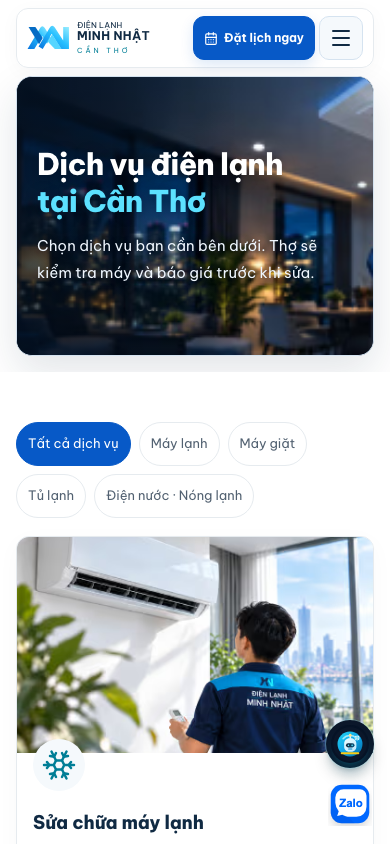 ĐIỆN LẠNH
MINH NHẬT
CẦN THƠ
Đặt lịch ngay
Dịch vụ điện lạnh
tại Cần Thơ
Chọn dịch vụ bạn cần bên dưới. Thợ sẽ
kiểm tra máy và báo giá trước khi sửa.
Tất cả dịch vụ
Máy lạnh
Máy giặt
Tủ lạnh
Điện nước · Nóng lạnh
ĐIỆN LẠNH
MINH NHẬT
Zalo
Sửa chữa máy lạnh